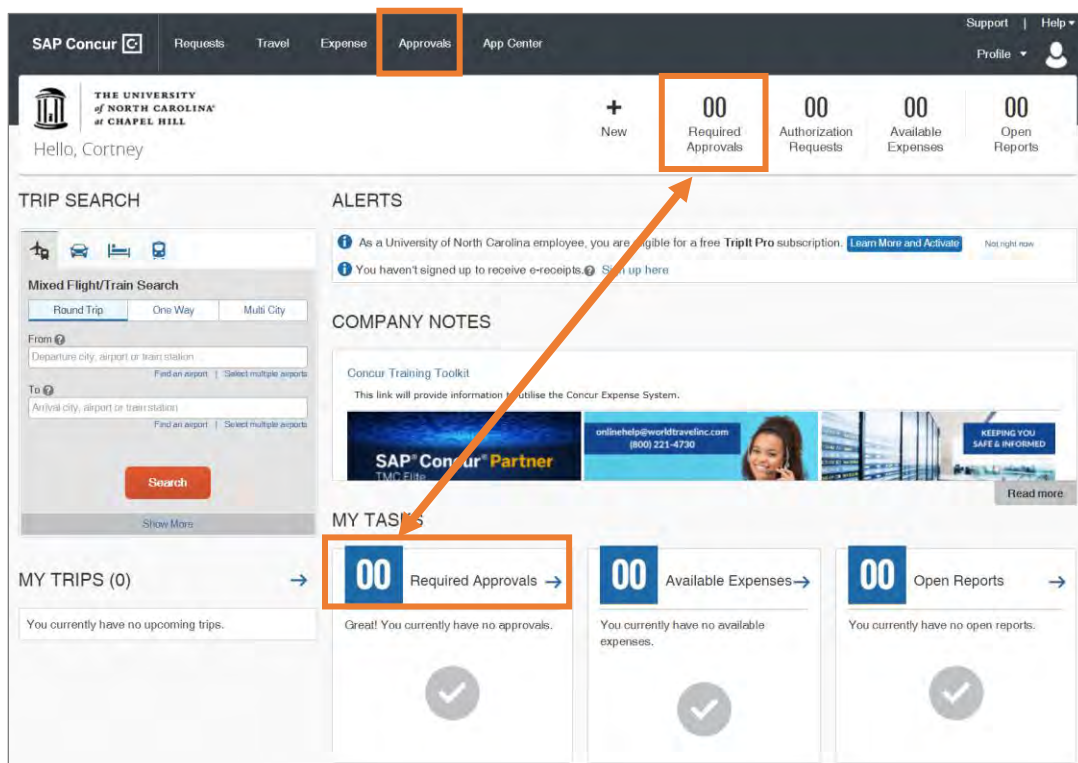 Support | Help
SAP Concur C Requests Travel Expense Approvals App Center
Profile
THE UNIVERSITY
of NORTH CAROLINA
at CHAPEL HILL
Hello, Cortney
+
New
00
Required
Approvals
00
Authorization
Requests
00
Available
Expenses
00
Open
Reports
TRIP SEARCH
Mixed Flight/Train Search
Round Trip One Way Multi City
From ?
Departure city, airport or train station
Find an airport | Select multiple airports
To ?
Arrival city, airport or train station
Find an airport | Select multiple airports
Search
Show More
MY TRIPS (0) →
You currently have no upcoming trips.
ALERTS
As a University of North Carolina employee, you are eligible for a free TripIt Pro subscription. Learn More and Activate Not right now
You haven't signed up to receive e-receipts. ? Sign up here
COMPANY NOTES
Concur Training Toolkit
This link will provide information to utilise the Concur Expense System.
SAP® Concur® Partner
TMC Elite
onlinehelp@worldtravelinc.com
(800) 221-4730
KEEPING YOU
SAFE & INFORMED
Read more
MY TASKS
00 Required Approvals →
Great! You currently have no approvals.
00 Available Expenses →
You currently have no available
expenses.
00 Open Reports →
You currently have no open reports.